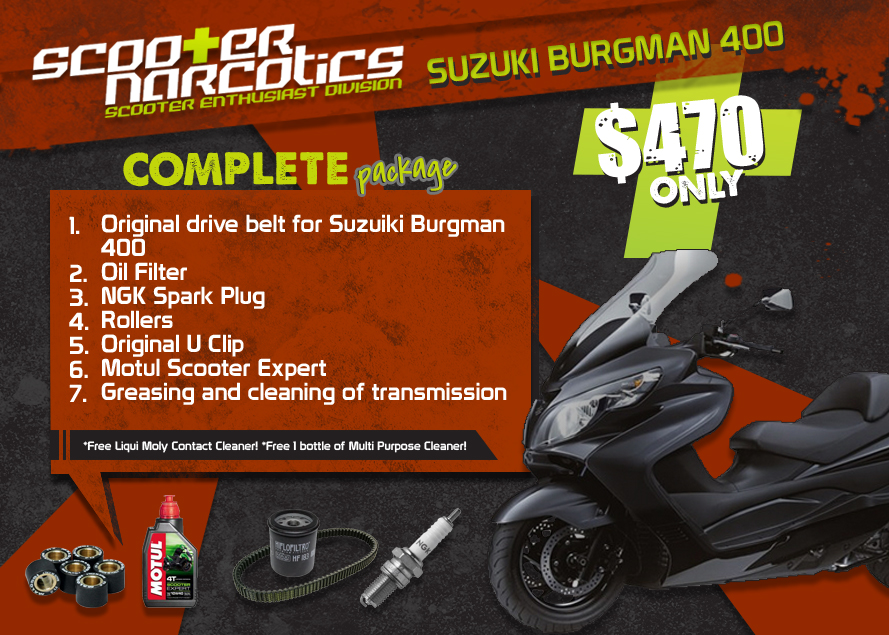 scooter
narcotics
SCOOTER ENTHUSIAST DIVISION
SUZUKI BURGMAN 400
$470
ONLY
COMPLETE package
1. Original drive belt for Suzuiki Burgman
400
2. Oil Filter
3. NGK Spark Plug
4. Rollers
5. Original U Clip
6. Motul Scooter Expert
7. Greasing and cleaning of transmission
*Free Liqui Moly Contact Cleaner! *Free 1 bottle of Multi Purpose Cleaner!
MOTUL
4T
SCOOTER
EXPERT
HIFLOFILTRO
NGK